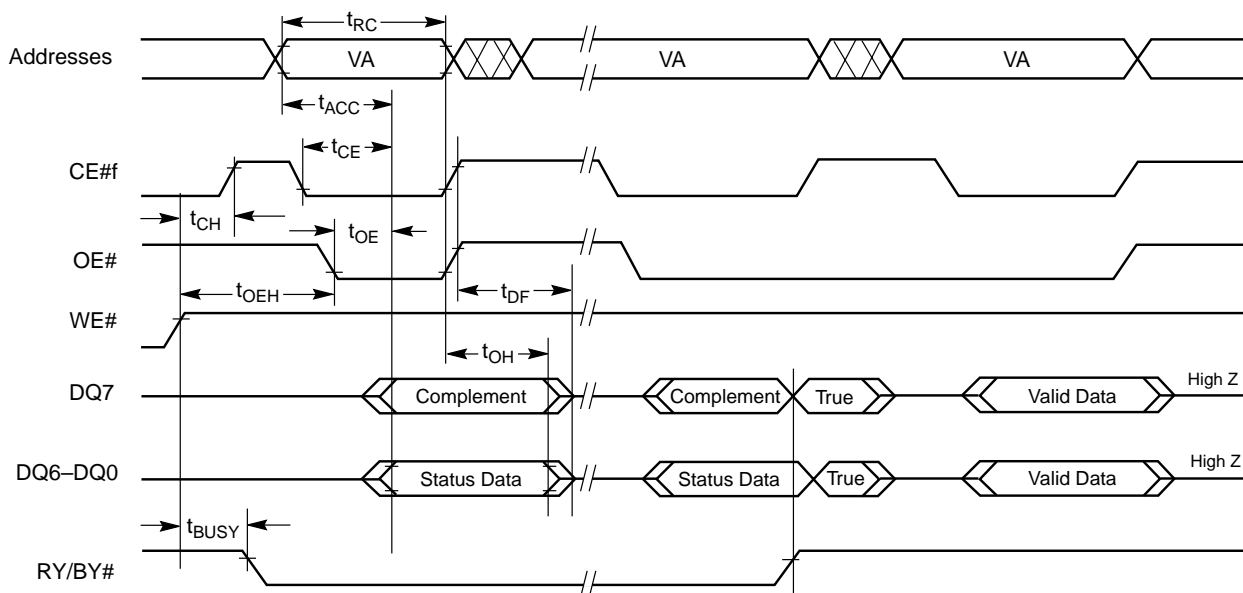 tRC
Addresses VA VA VA
tACC
tCE
CE#f
tCH tOE
OE#
tOEH tDF
WE#
tOH
DQ7 Complement Complement True Valid Data High Z
DQ6–DQ0 Status Data Status Data True Valid Data High Z
tBUSY
RY/BY#